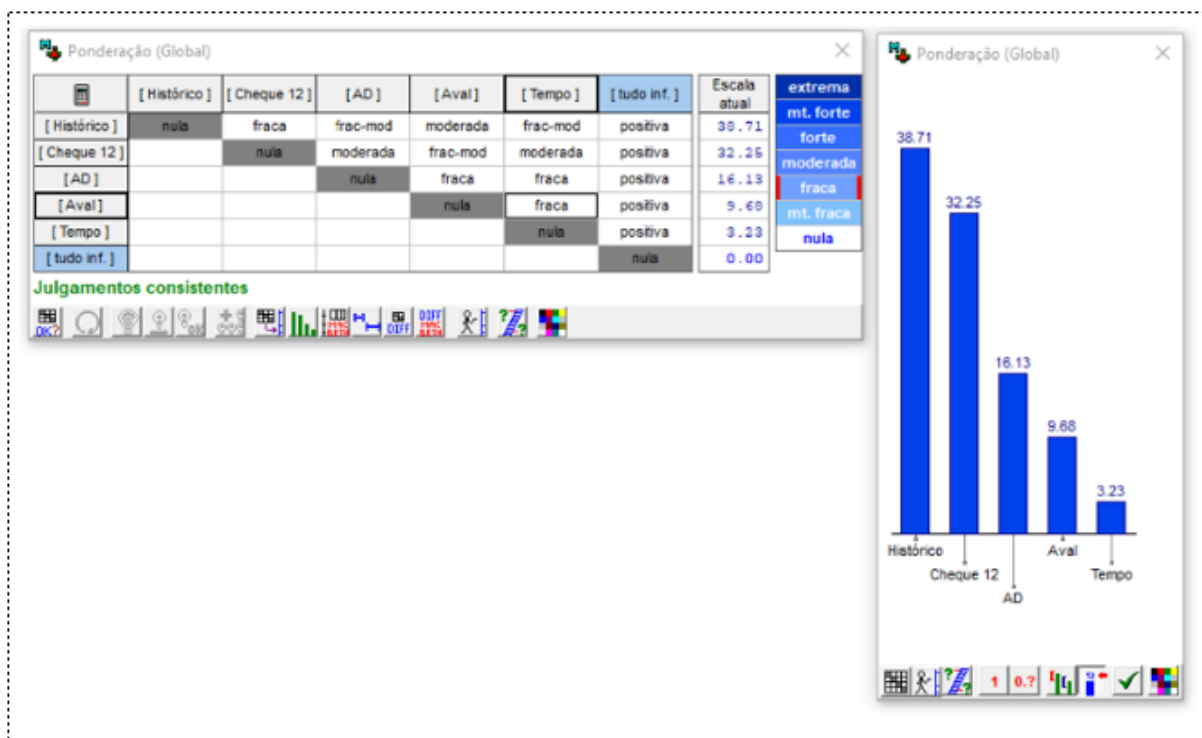 Ponderação (Global)
[ Histórico ] [ Cheque 12 ] [ AD ] [ Aval ] [ Tempo ] [ tudo inf. ] Escala atual extrema
mt. forte
[ Histórico ] nula fraca frac-mod moderada frac-mod positiva 38.71 forte
[ Cheque 12 ] nula moderada frac-mod moderada positiva 32.25 moderada
[ AD ] nula fraca fraca positiva 16.13 fraca
[ Aval ] nula fraca positiva 9.68 mt. fraca
[ Tempo ] nula positiva 3.23 nula
[ tudo inf. ] nula 0.00
Julgamentos consistentes
OK? DIFF DIFF
Ponderação (Global)
38.71
32.25
16.13
9.68
3.23
Histórico Aval
Cheque 12 Tempo
AD
1 0.?